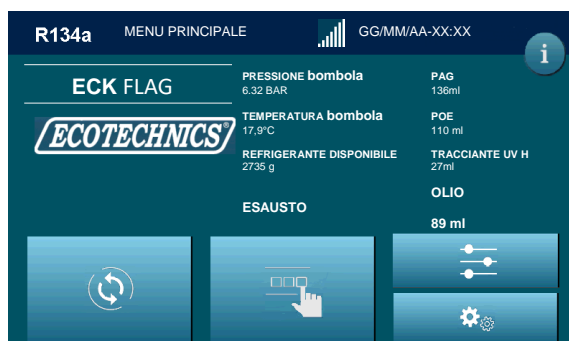 R134a
MENU PRINCIPALE
GG/MM/AA-XX:XX
i
ECK FLAG
ECOTECHNICS
PRESSIONE bombola
6.32 BAR
TEMPERATURA bombola
17,9°C
REFRIGERANTE DISPONIBILE
2735 g
ESAUSTO
PAG
136ml
POE
110 ml
TRACCIANTE UV H
27ml
OLIO
89 ml